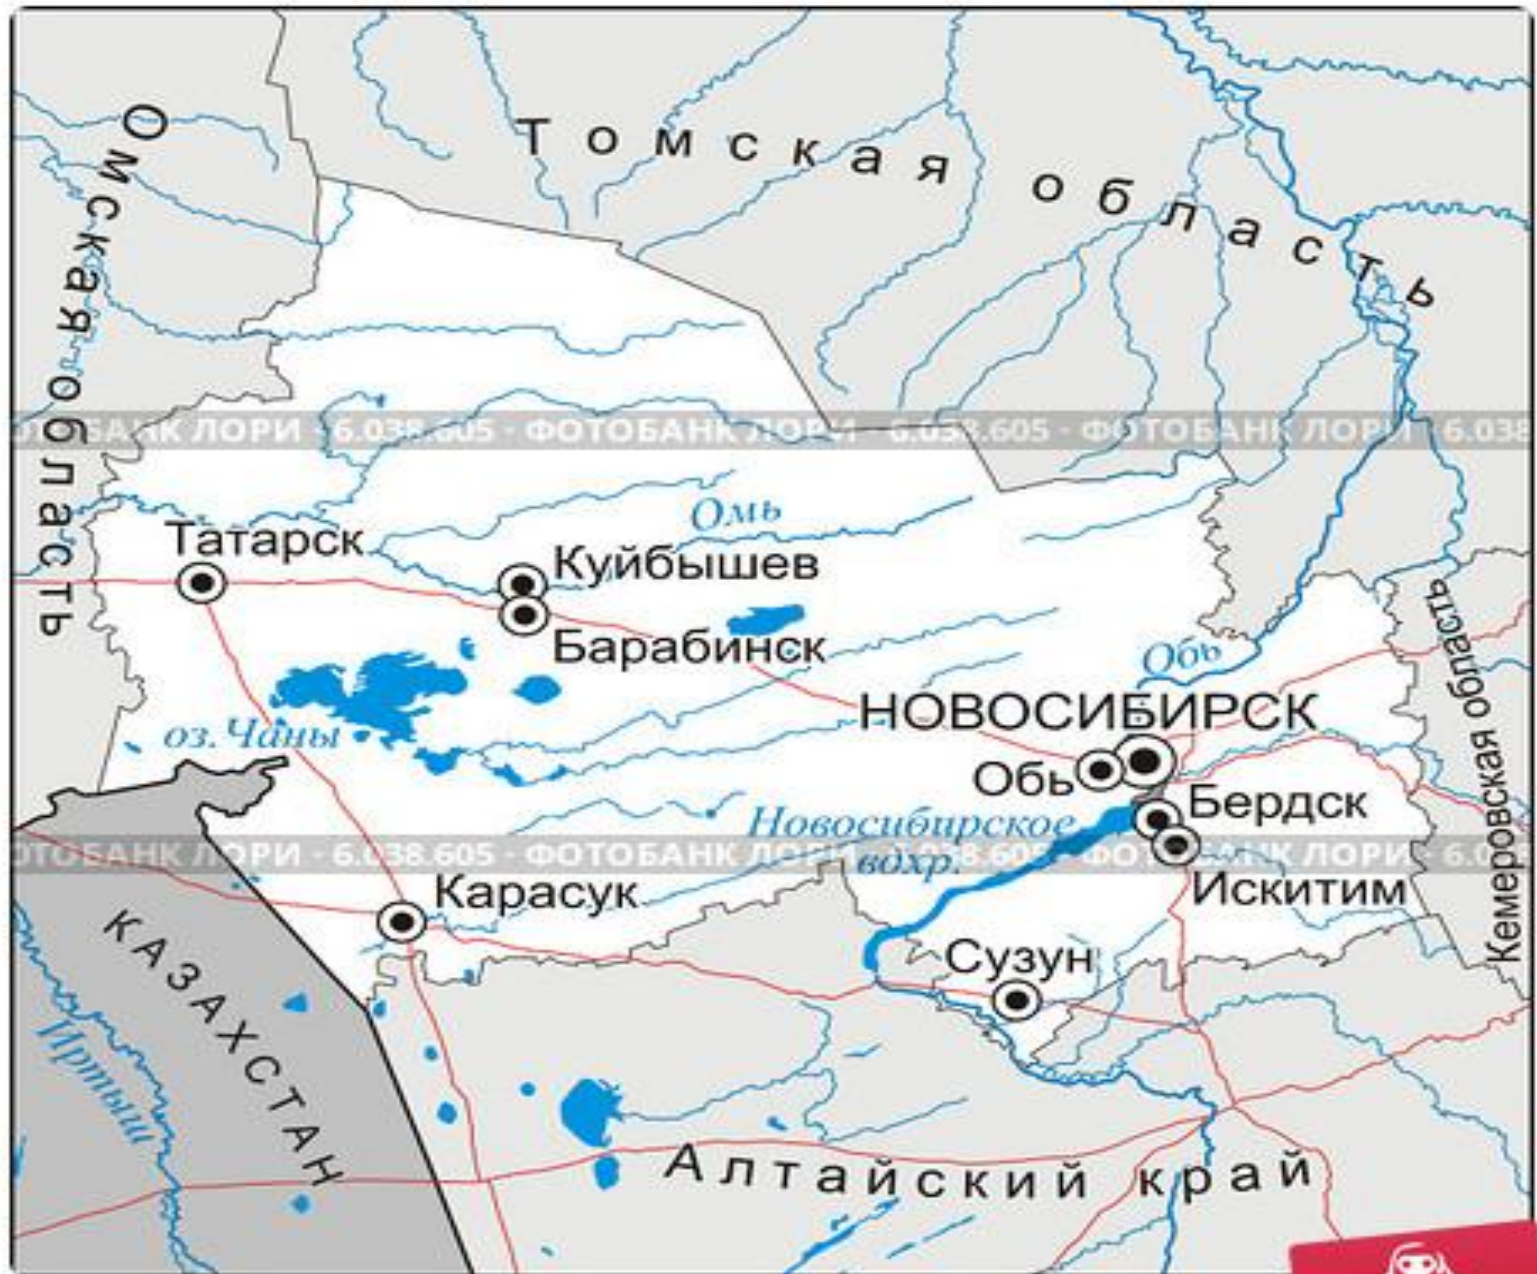 Томская область
Омская область
ФОТОБАНК ЛОРИ - 6.038.605 - ФОТОБАНК ЛОРИ - 6.038.605 - ФОТОБАНК ЛОРИ - 6.038
Омь
Татарск
Куйбышев
Барабинск
Кемеровская область
Обь
НОВОСИБИРСК
оз. Чаны
Обь
Бердск
Новосибирское
вдхр.
ФОТОБАНК ЛОРИ - 6.038.605 - ФОТОБАНК ЛОРИ - 6.038.605 - ФОТОБАНК ЛОРИ - 6.0
Искитим
Карасук
Сузун
КАЗАХСТАН
Иртыш
Алтайский край